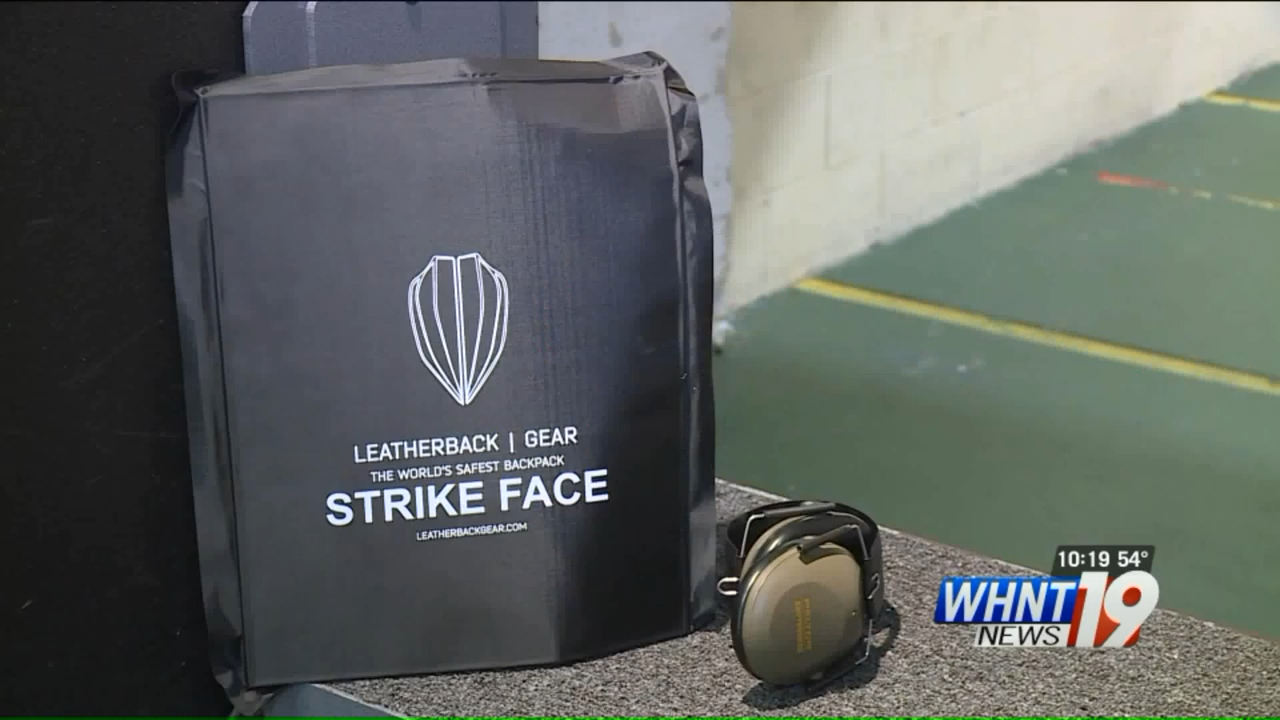 LEATHERBACK | GEAR
THE WORLD'S SAFEST BACKPACK
STRIKE FACE
LEATHERBACKGEAR.COM
10:19 54°
WHNT 19
NEWS